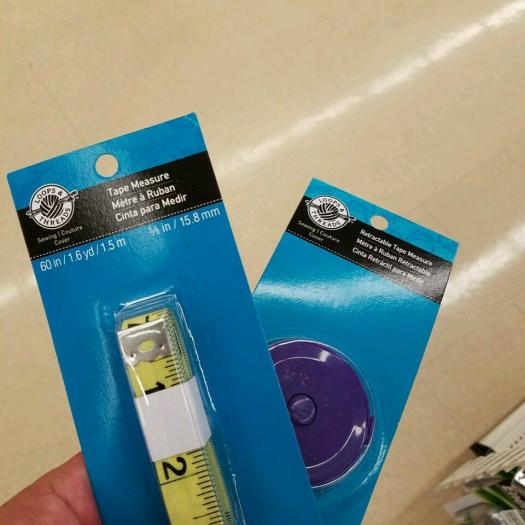 LOOPS &
THREADS
Sewing | Couture
Coser
Tape Measure
Mètre à Ruban
Cinta para Medir
60 in / 1.6 yd / 1.5 m
5/8 in / 15.8 mm
1
2
LOOPS &
THREADS
Sewing | Couture
Coser
Retractable Tape Measure
Mètre à Ruban Rétractable
Cinta Retráctil para Medir